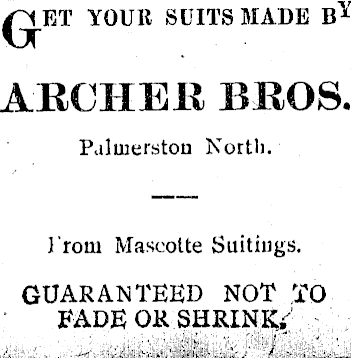 GET YOUR SUITS MADE BY
ARCHER BROS.
Palmerston North.
From Mascotte Suitings.
GUARANTEED NOT TO
FADE OR SHRINK.